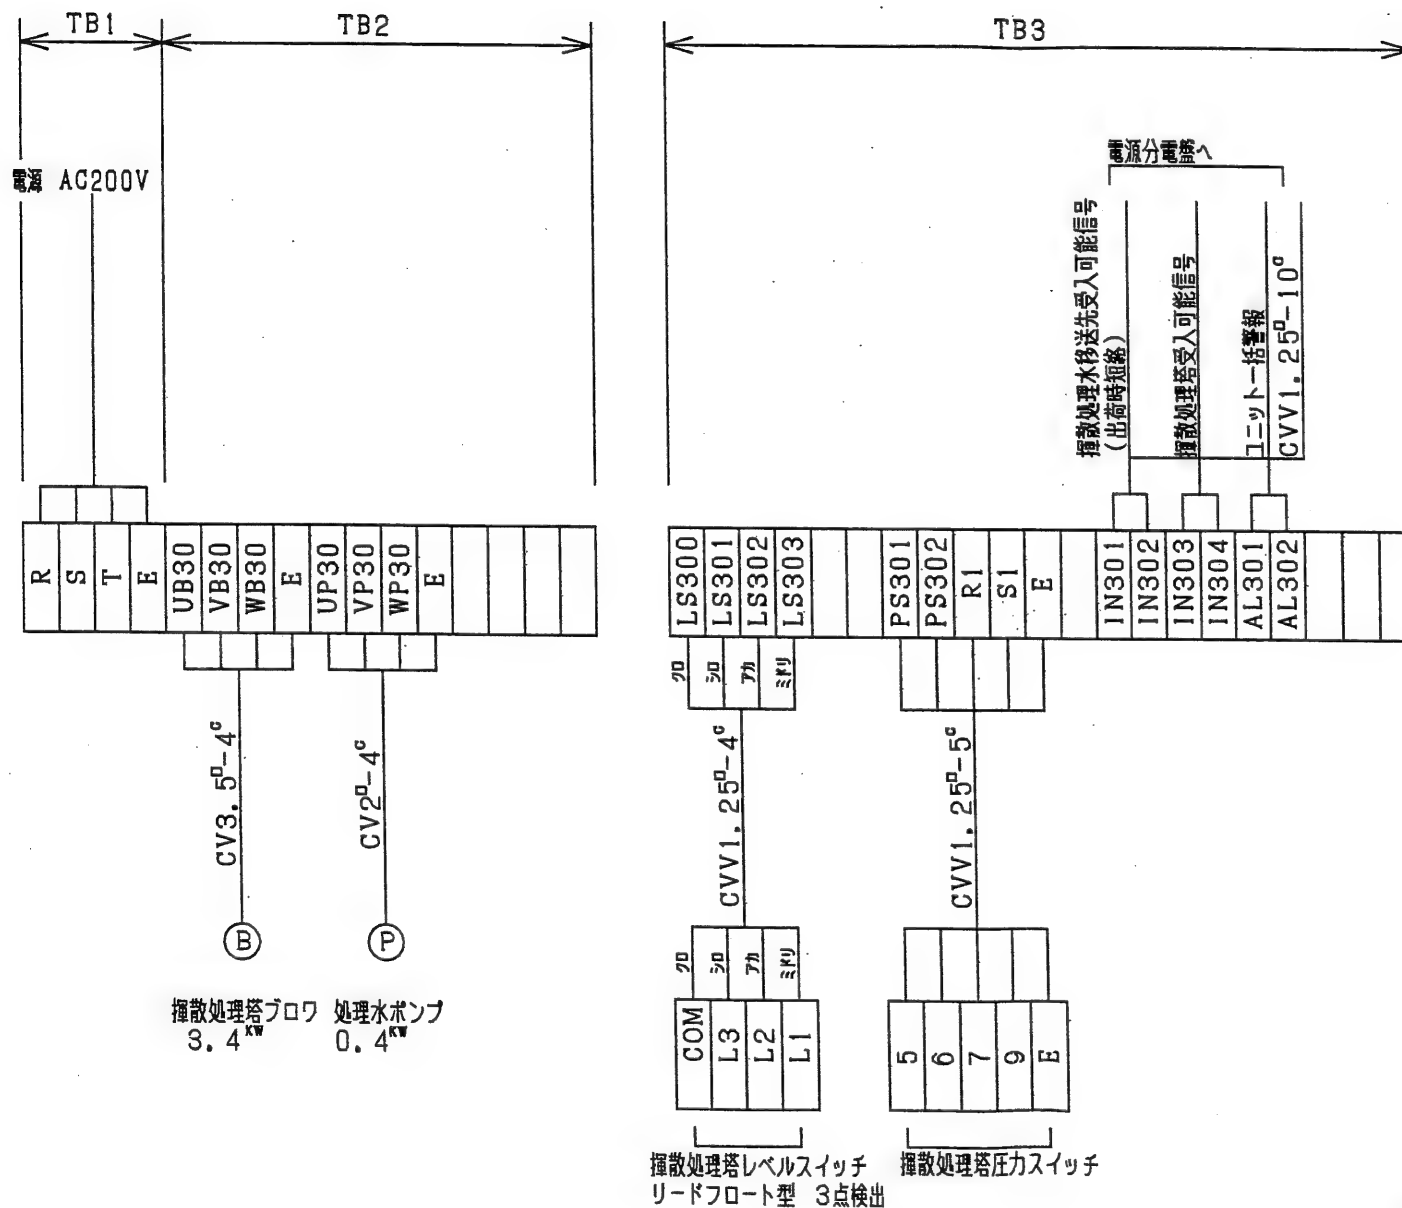 TB1
TB2
TB3
電源 AC200V
電源分電盤へ
揮散処理水移送先受入可能信号
(出荷時短絡)
揮散処理塔受入可能信号
ユニット一括警報
CVV1.25□-10C
R
S
T
E
UB30
VB30
WB30
E
UP30
VP30
WP30
E
LS300
LS301
LS302
LS303
PS301
PS302
R1
S1
E
IN301
IN302
IN303
IN304
AL301
AL302
クロ
シロ
アカ
ミドリ
CV3.5□-4C
CV2□-4C
CVV1.25□-4C
CVV1.25□-5C
B
P
揮散処理塔ブロワ
3.4KW
処理水ポンプ
0.4KW
クロ
シロ
アカ
ミドリ
COM
L3
L2
L1
5
6
7
9
E
揮散処理塔レベルスイッチ
リードフロート型 3点検出
揮散処理塔圧力スイッチ